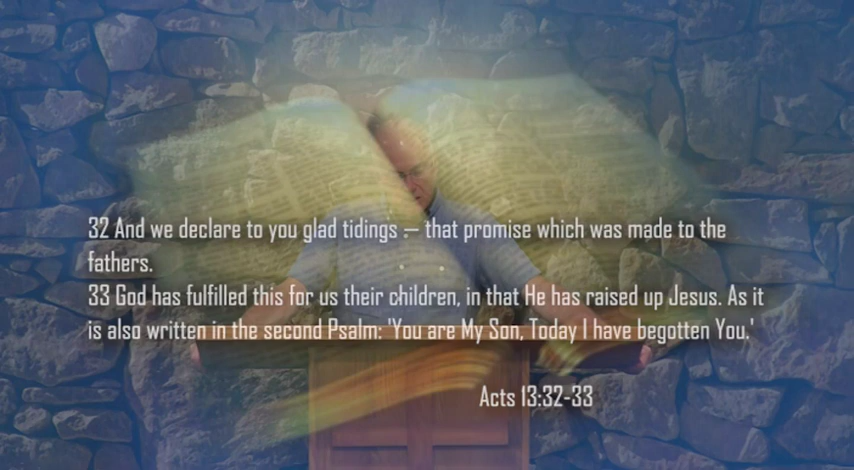 32 And we declare to you glad tidings — that promise which was made to the
fathers.
33 God has fulfilled this for us their children, in that He has raised up Jesus. As it
is also written in the second Psalm: 'You are My Son, Today I have begotten You.'
Acts 13:32-33